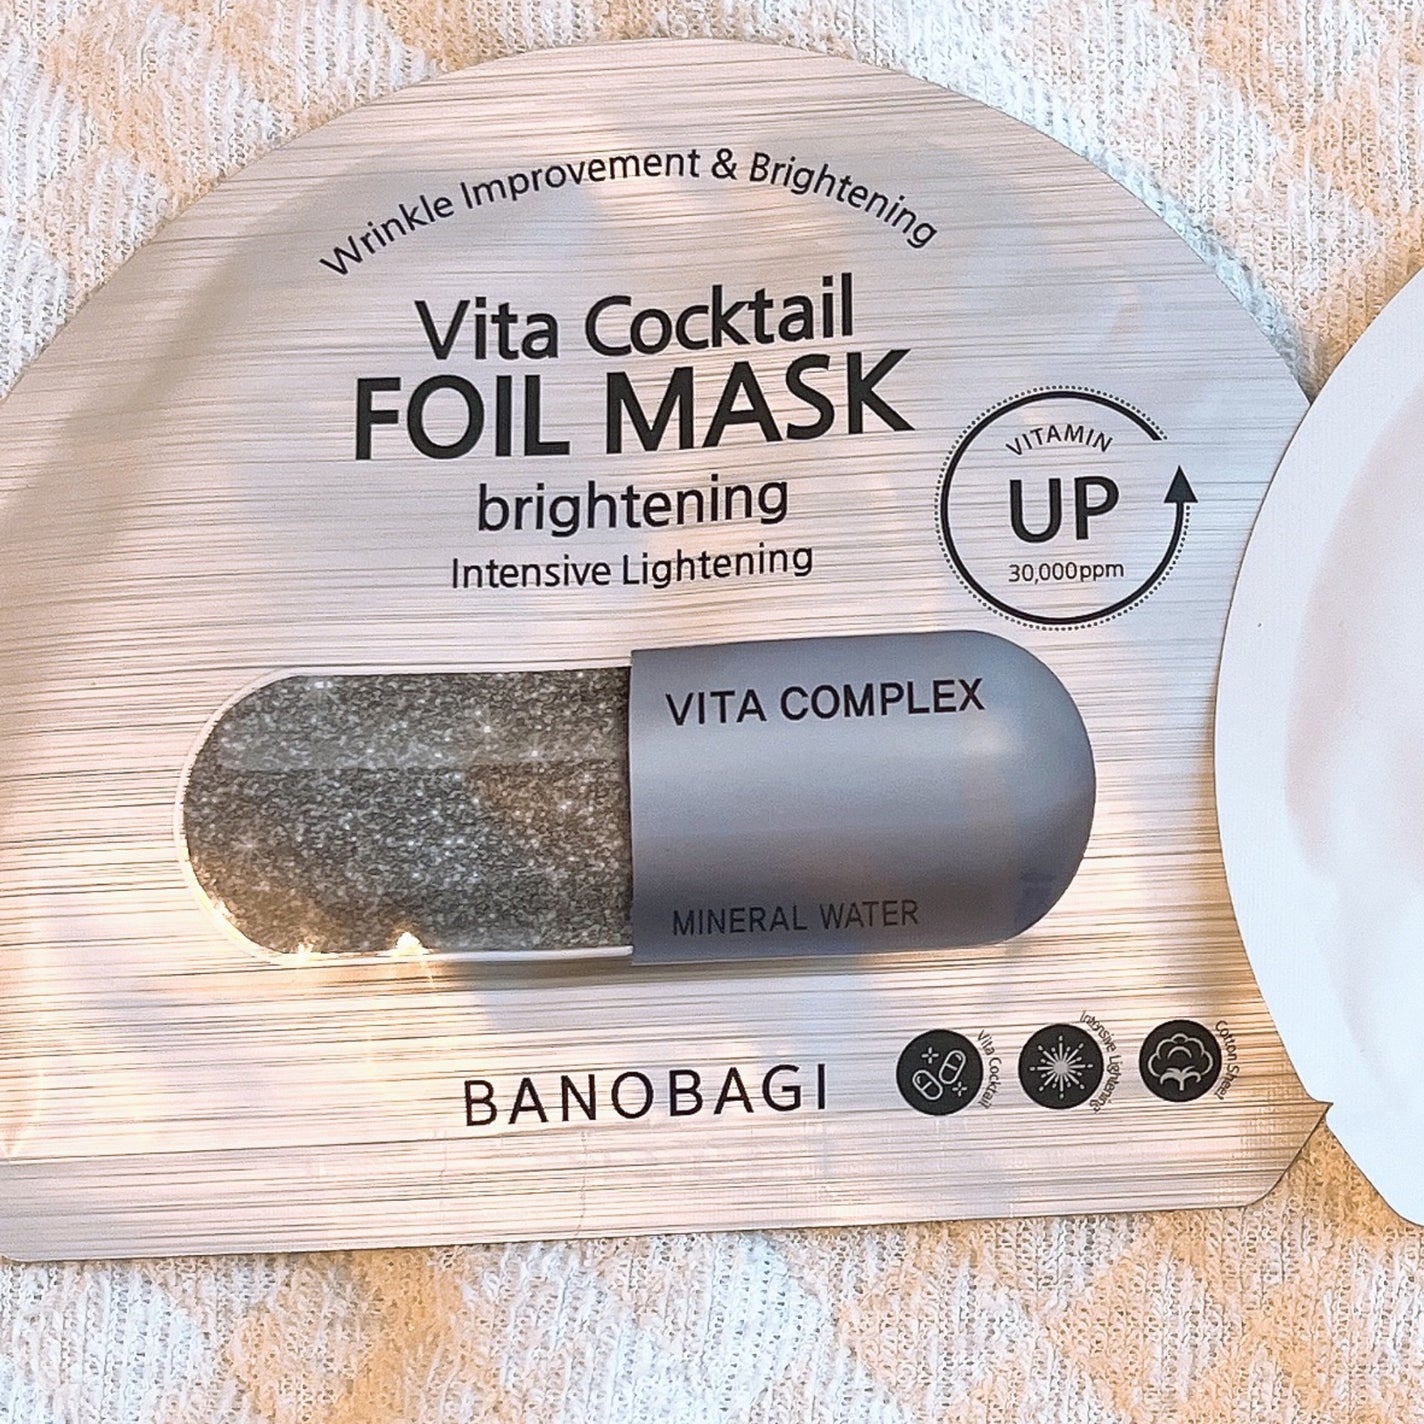 Wrinkle Improvement & Brightening
Vita Cocktail
FOIL MASK
brightening
Intensive Lightening
VITAMIN
UP
30,000ppm
VITA COMPLEX
MINERAL WATER
BANOBAGI
Vita Cocktail
Intensive Lightening
Cotton Sheet